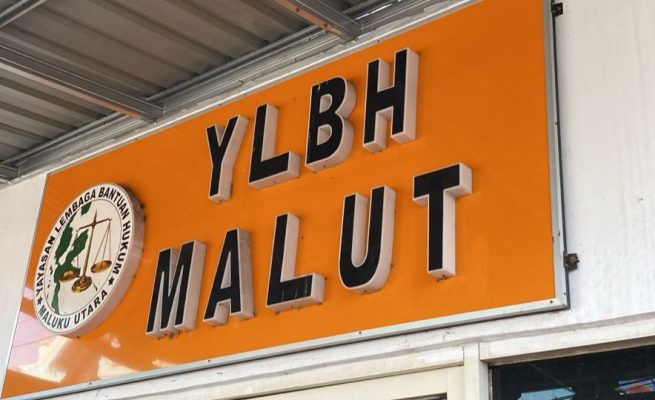 YLBH
MALUT
YAYASAN LEMBAGA BANTUAN HUKUM
MALUKU UTARA